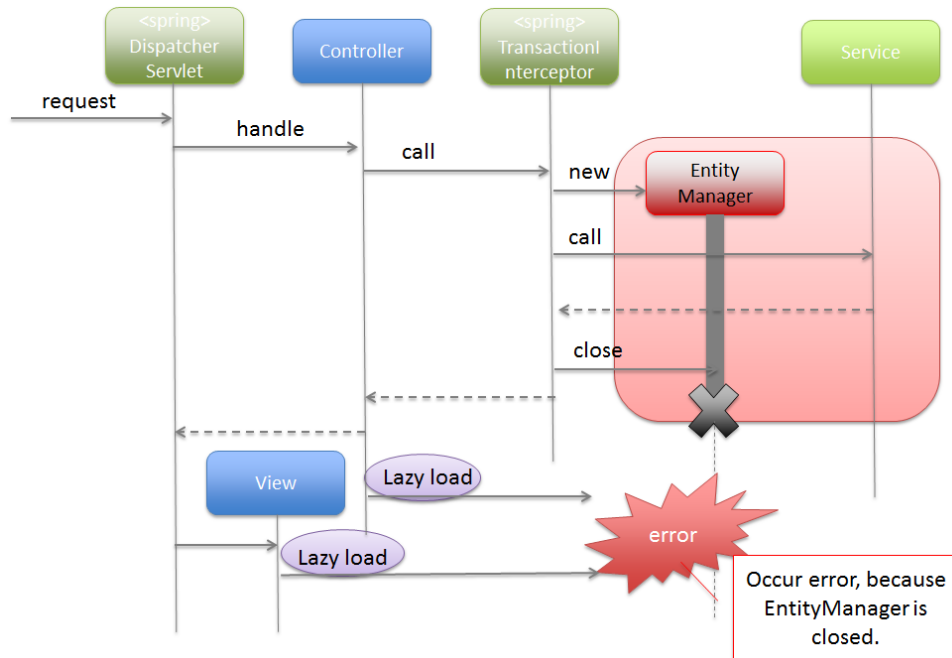 <spring>
Dispatcher
Servlet
Controller
<spring>
TransactionI
nterceptor
Service
request
handle
call
new
Entity
Manager
call
close
View
Lazy load
Lazy load
error
Occur error, because
EntityManager is
closed.